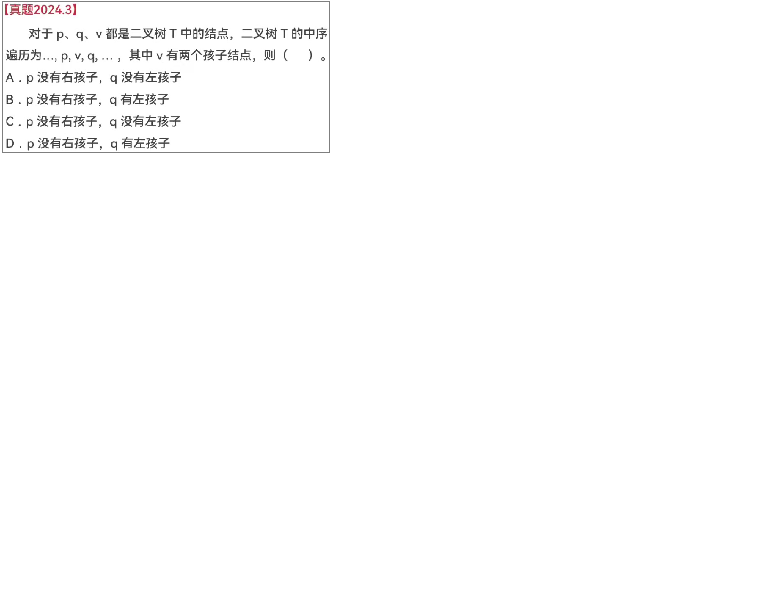 【真题2024.3】
对于 p、q、v 都是二叉树 T 中的结点，二叉树 T 的中序
遍历为…, p, v, q, … ，其中 v 有两个孩子结点，则（ ）。
A．p 没有右孩子，q 没有左孩子
B．p 没有右孩子，q 有左孩子
C．p 没有右孩子，q 没有左孩子
D．p 没有右孩子，q 有左孩子